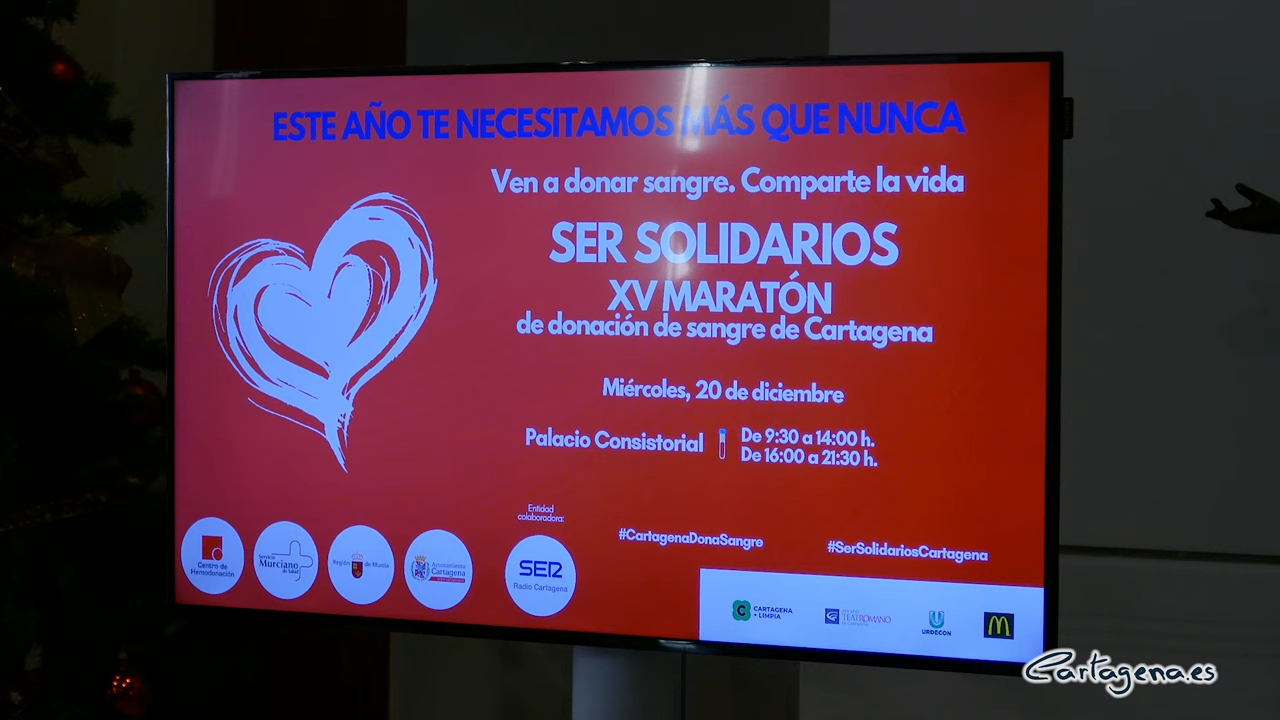 ESTE AÑO TE NECESITAMOS MÁS QUE NUNCA
Ven a donar sangre. Comparte la vida
SER SOLIDARIOS
XV MARATÓN
de donación de sangre de Cartagena
Miércoles, 20 de diciembre
Palacio Consistorial
De 9:30 a 14:00 h.
De 16:00 a 21:30 h.
Entidad
colaboradora:
#CartagenaDonaSangre
#SerSolidariosCartagena
Centro de
Hemodonación
Servicio
Murciano
de Salud
Región de Murcia
Ayuntamiento
Cartagena
SER
Radio Cartagena
CARTAGENA
+ LIMPIA
TEATROROMANO
URDECON
Cartagena.es